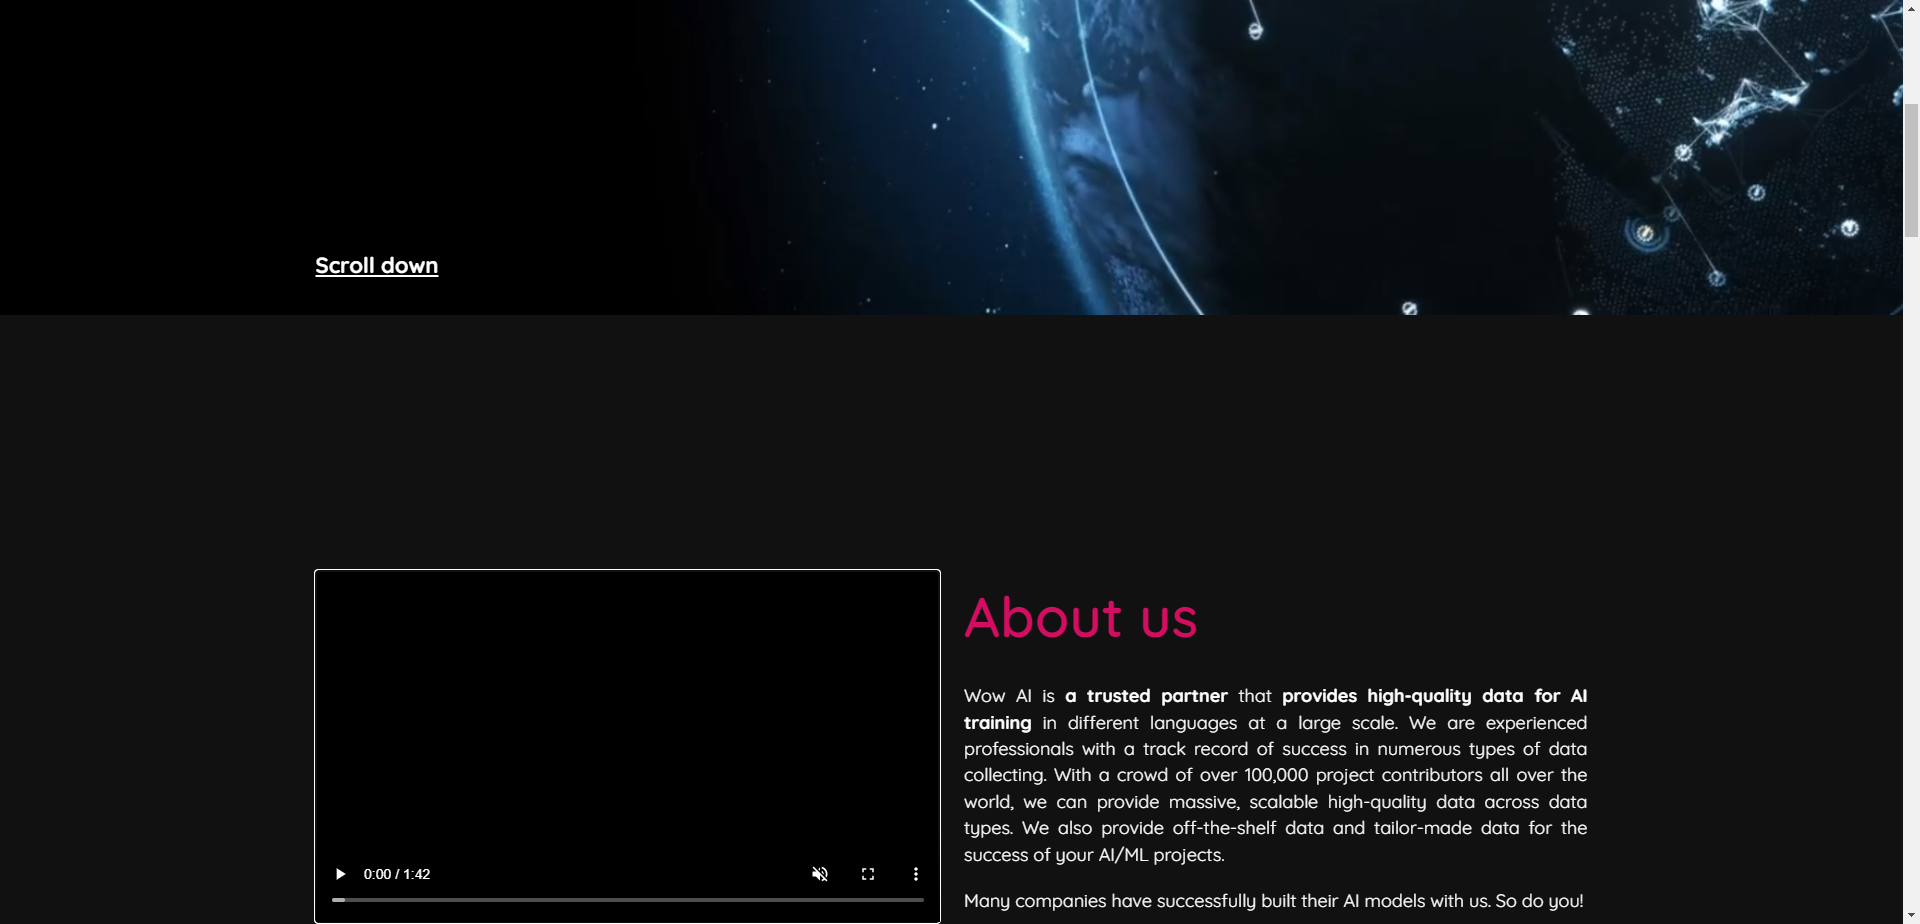 Scroll down
About us
Wow AI is a trusted partner that provides high-quality data for AI
training in different languages at a large scale. We are experienced
professionals with a track record of success in numerous types of data
collecting. With a crowd of over 100,000 project contributors all over the
world, we can provide massive, scalable high-quality data across data
types. We also provide off-the-shelf data and tailor-made data for the
success of your AI/ML projects.
Many companies have successfully built their AI models with us. So do you!
0:00 / 1:42